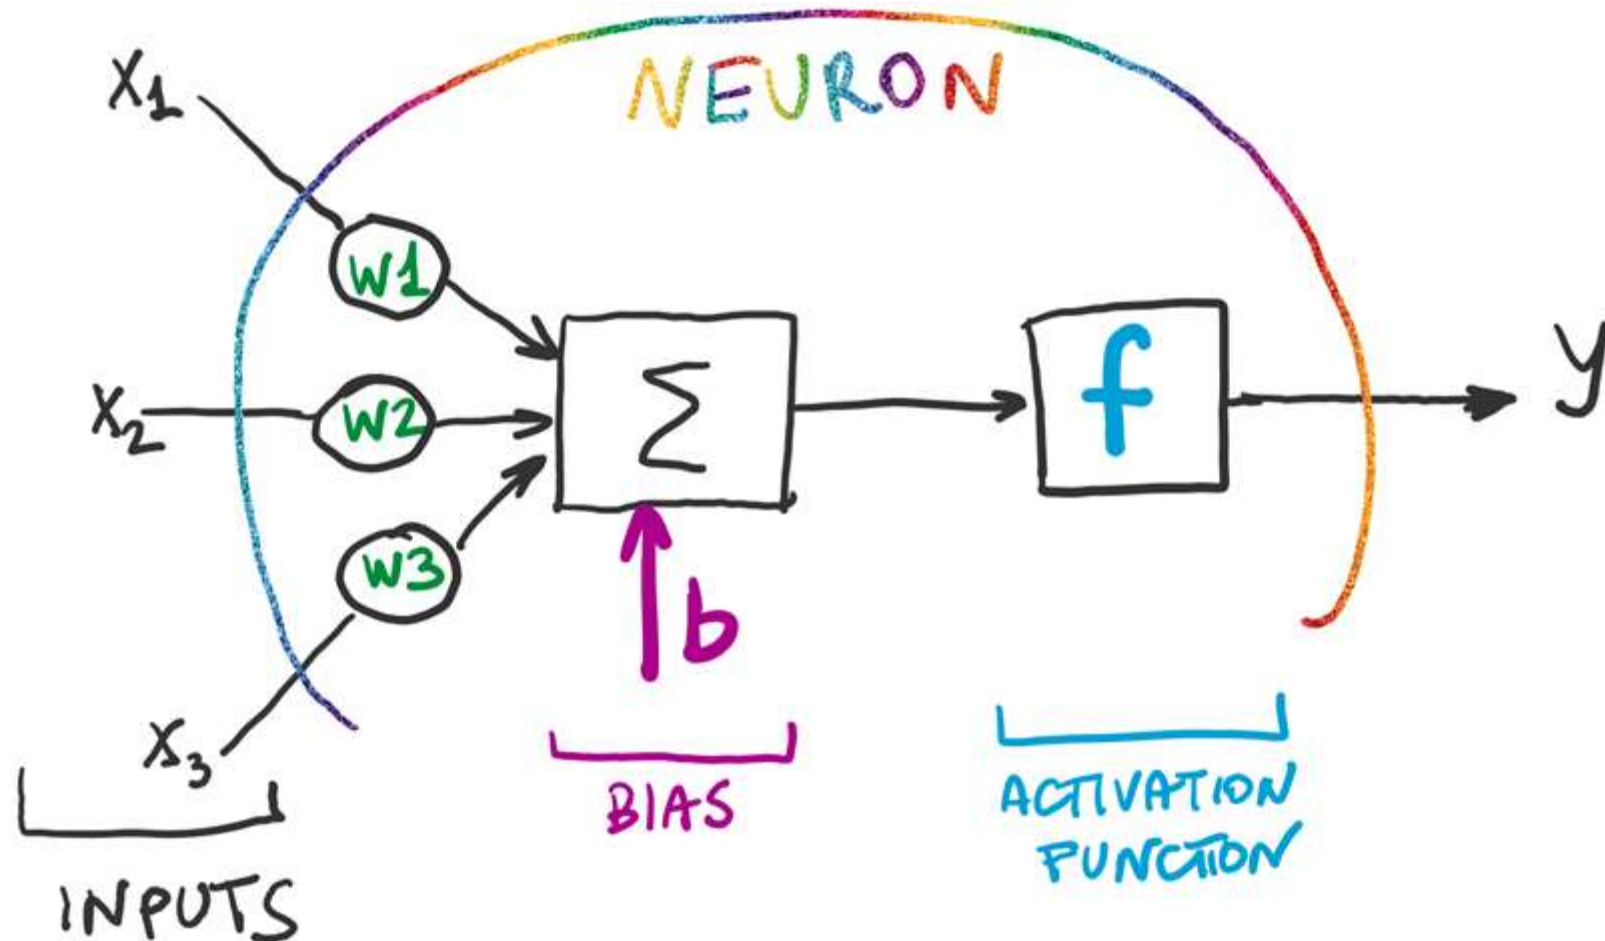 NEURON
X1
W1
X2
W2
Σ
f
y
W3
b
X3
BIAS
ACTIVATION
FUNCTION
INPUTS